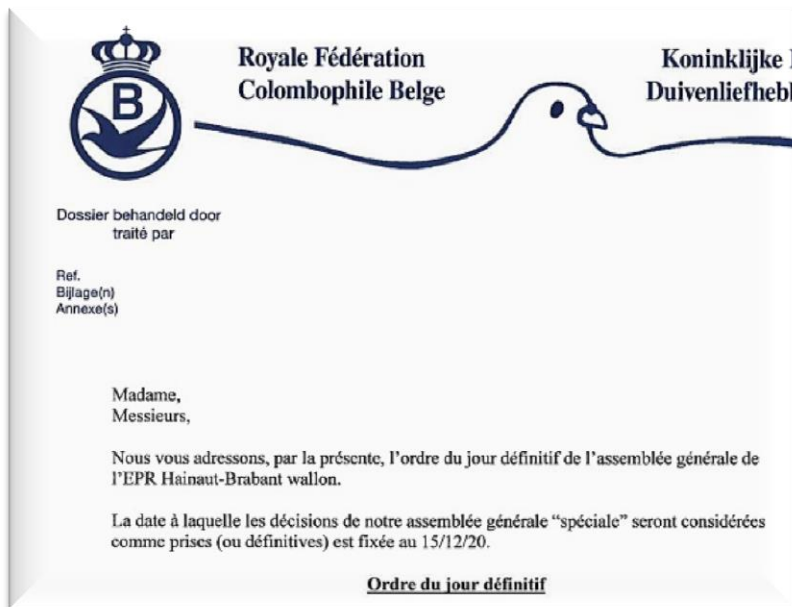 B
Royale Fédération
Colombophile Belge
Koninklijke
Dossier behandeld door
traité par
Ref.
Bijlage(n)
Annexe(s)
Madame,
Messieurs,
Nous vous adressons, par la présente, l’ordre du jour définitif de l’assemblée générale de
l’EPR Hainaut-Brabant wallon.
La date à laquelle les décisions de notre assemblée générale “spéciale” seront considérées
comme prises (ou définitives) est fixée au 15/12/20.
Ordre du jour définitif